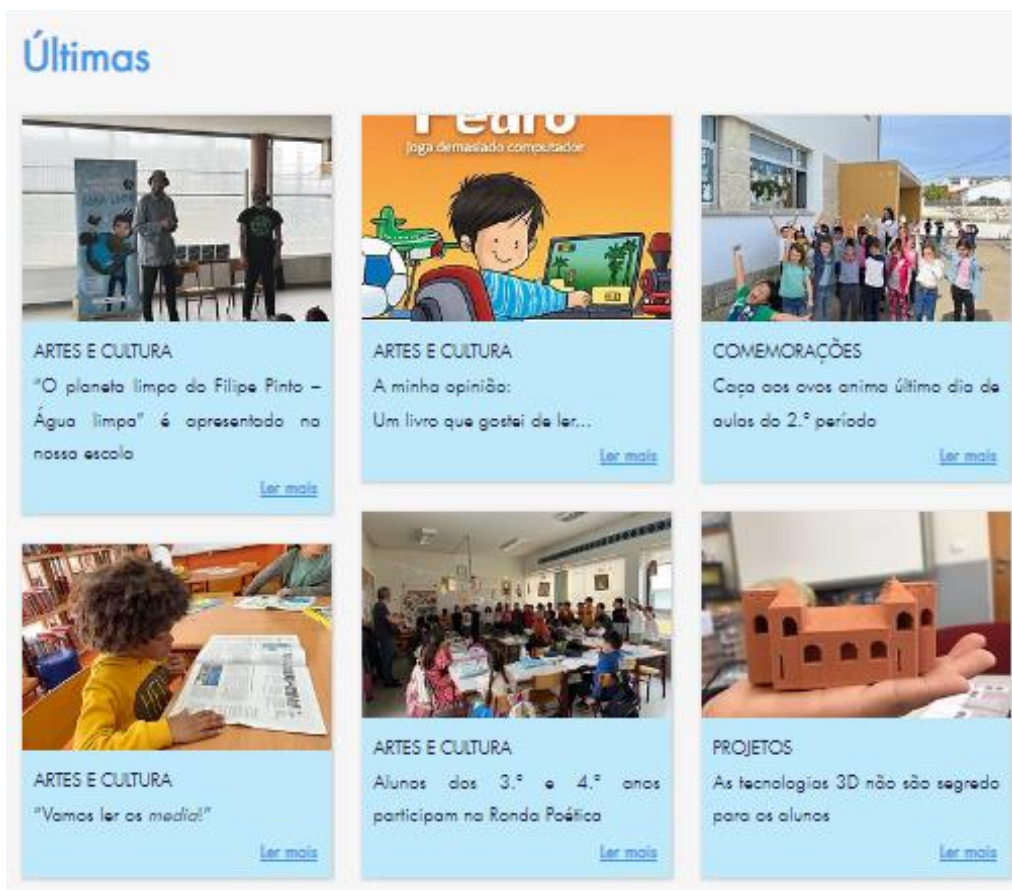 Últimas
Pedro
Joga demasiado computador
ARTES E CULTURA
"O planeta limpo do Filipe Pinto –
Água limpa" é apresentado na
nossa escola
Ler mais
ARTES E CULTURA
A minha opinião:
Um livro que gostei de ler...
Ler mais
COMEMORAÇÕES
Caça aos ovos anima último dia de
aulas do 2.º período
Ler mais
ARTES E CULTURA
"Vamos ler os media!"
Ler mais
ARTES E CULTURA
Alunos dos 3.º e 4.º anos
participam na Ronda Poética
Ler mais
PROJETOS
As tecnologias 3D não são segredo
para os alunos
Ler mais